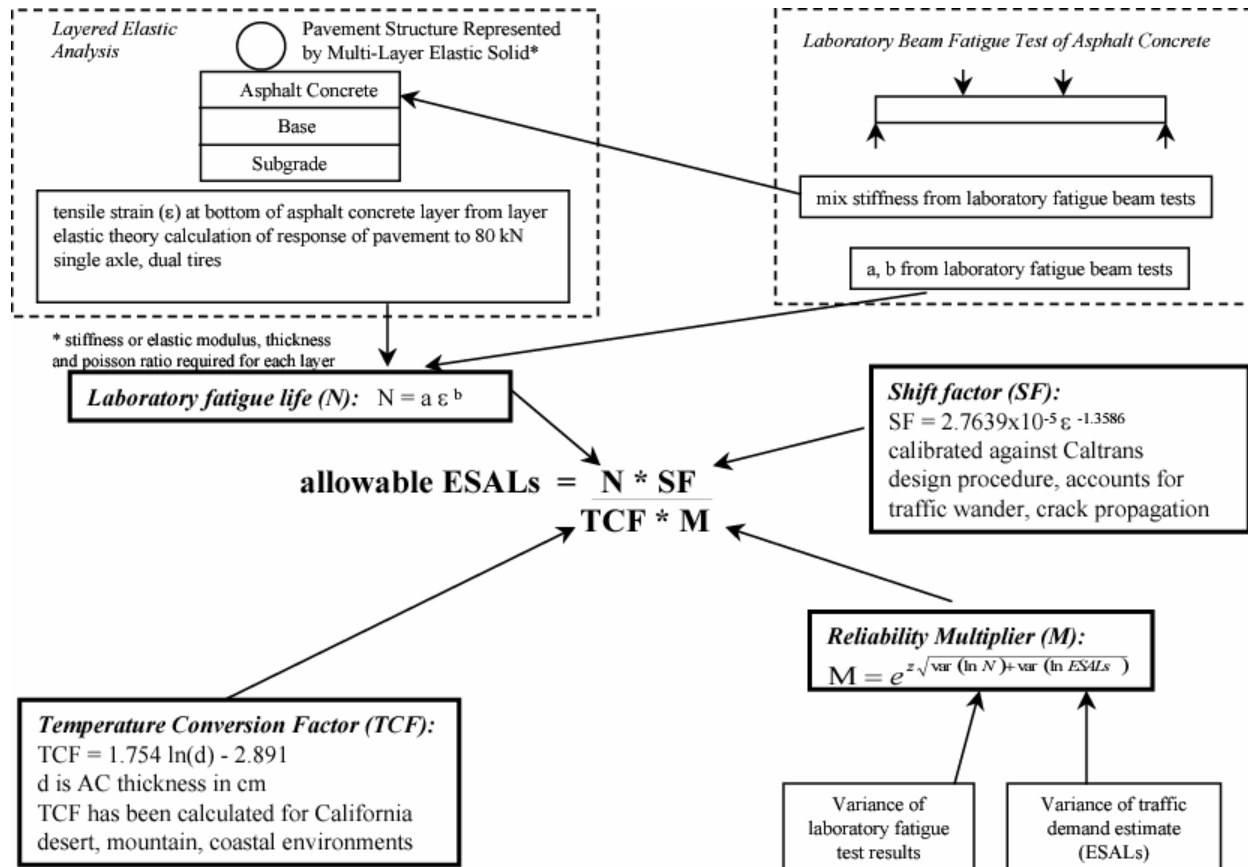 Layered Elastic
Analysis
Pavement Structure Represented
by Multi-Layer Elastic Solid*
Asphalt Concrete
Base
Subgrade
tensile strain (ε) at bottom of asphalt concrete layer from layer
elastic theory calculation of response of pavement to 80 kN
single axle, dual tires
* stiffness or elastic modulus, thickness
and poisson ratio required for each layer
Laboratory Beam Fatigue Test of Asphalt Concrete
mix stiffness from laboratory fatigue beam tests
a, b from laboratory fatigue beam tests
Laboratory fatigue life (N): N = a ε^b
Shift factor (SF):
SF = 2.7639x10^-5 ε^-1.3586
calibrated against Caltrans
design procedure, accounts for
traffic wander, crack propagation
allowable ESALs = N * SF
TCF * M
Reliability Multiplier (M):
M = e^z√var (ln N)+var (ln ESALs )
Temperature Conversion Factor (TCF):
TCF = 1.754 ln(d) - 2.891
d is AC thickness in cm
TCF has been calculated for California
desert, mountain, coastal environments
Variance of
laboratory fatigue
test results
Variance of traffic
demand estimate
(ESALs)